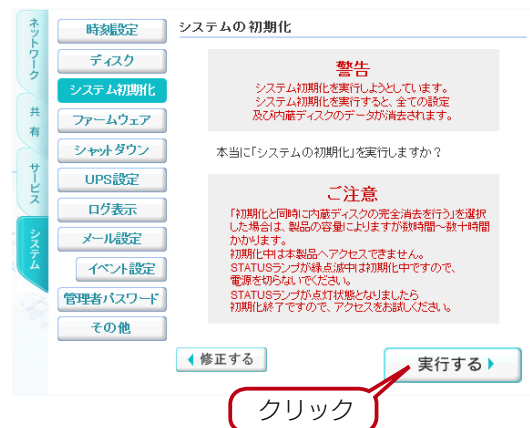 ネットワーク
共有
サービス
システム
時刻設定
ディスク
システム初期化
ファームウェア
シャットダウン
UPS設定
ログ表示
メール設定
イベント設定
管理者パスワード
その他
システムの初期化
警告
システム初期化を実行しようとしています。
システム初期化を実行すると、全ての設定
及び内蔵ディスクのデータが消去されます。
本当に「システムの初期化」を実行しますか？
ご注意
「初期化と同時に内蔵ディスクの完全消去を行う」を選択
した場合は、製品の容量によりますが数時間～数十時間
かかります。
初期化中は本製品へアクセスできません。
STATUSランプが緑点滅中は初期化中ですので、
電源を切らないでください。
STATUSランプが点灯状態となりましたら
初期化終了ですので、アクセスをお試しください。
修正する
実行する
クリック